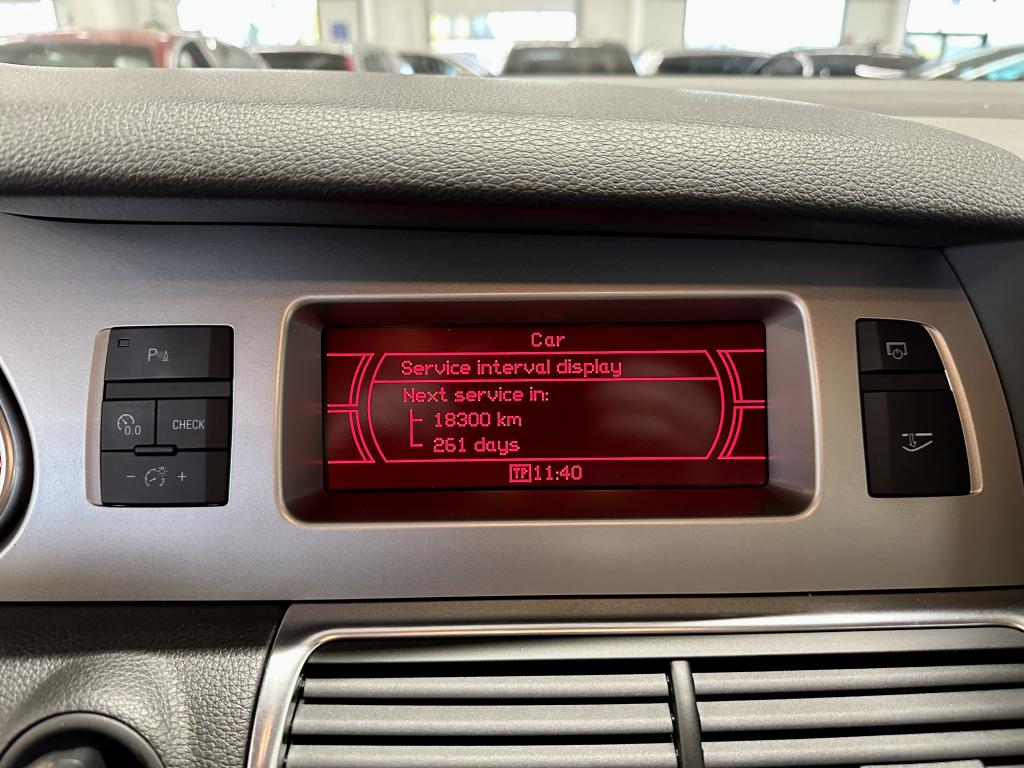 Car
Service interval display
Next service in:
18300 km
261 days
TP 11:40
P
0.0
CHECK
- +